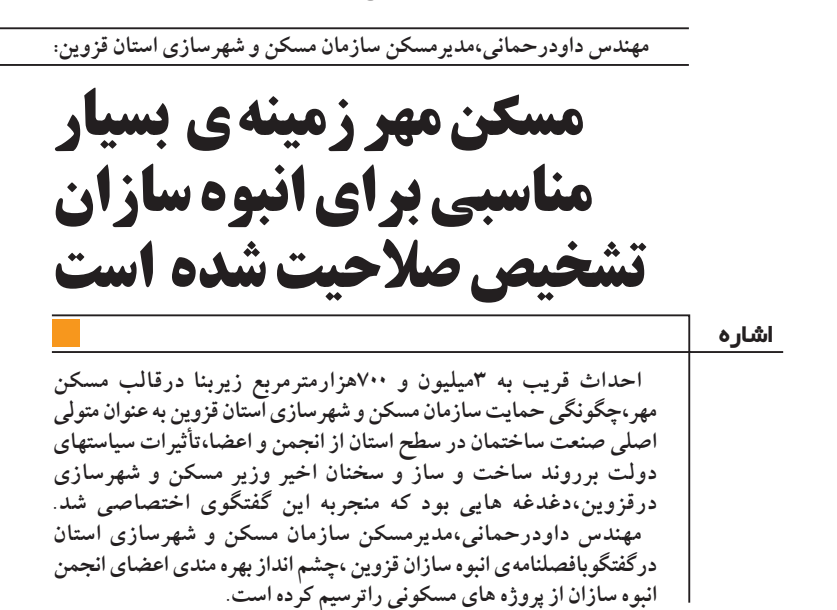 مهندس داودرحمانی،مدیرمسکن سازمان مسکن و شهرسازی استان قزوین:
مسکن مهر زمینه ی بسیار
مناسبی برای انبوه سازان
تشخیص صلاحیت شده است
اشاره
احداث قریب به ۳میلیون و ۷۰۰هزارمترمربع زیربنا درقالب مسکن
مهر،چگونگی حمایت سازمان مسکن و شهرسازی استان قزوین به عنوان متولی
اصلی صنعت ساختمان در سطح استان از انجمن و اعضا،تأثیرات سیاستهای
دولت برروند ساخت و ساز و سخنان اخیر وزیر مسکن و شهرسازی
درقزوین،دغدغه هایی بود که منجربه این گفتگوی اختصاصی شد.
مهندس داودرحمانی،مدیرمسکن سازمان مسکن و شهرسازی استان
درگفتگوبافصلنامه‌ی انبوه سازان قزوین ،چشم انداز بهره مندی اعضای انجمن
انبوه سازان از پروژه های مسکونی راترسیم کرده است.